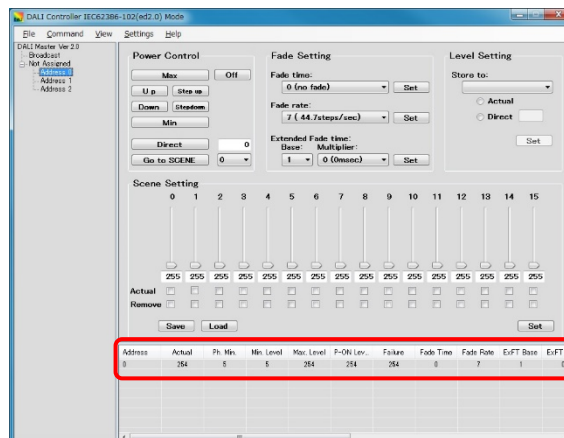 DALI Controller IEC62386-102(ed2.0) Mode
File Command View Settings Help
DALI Master Ver 2.0
Broadcast
Not Assigned
Address 0
Address 1
Address 2
Power Control
Max Off
Up Step up
Down Stepdown
Min
Direct 0
Go to SCENE 0
Fade Setting
Fade time:
0 (no fade) Set
Fade rate:
7 ( 44.7steps/sec) Set
Extended Fade time:
Base: Multiplier:
1 0 (0msec) Set
Level Setting
Store to:
Actual
Direct
Set
Scene Setting
0 1 2 3 4 5 6 7 8 9 10 11 12 13 14 15
255 255 255 255 255 255 255 255 255 255 255 255 255 255 255 255
Actual
Remove
Save Load Set
Address Actual Ph. Min. Min. Level Max. Level P-ON Lev... Failure Fade Time Fade Rate ExFT Base ExFT
0 254 5 5 254 254 254 0 7 1 0